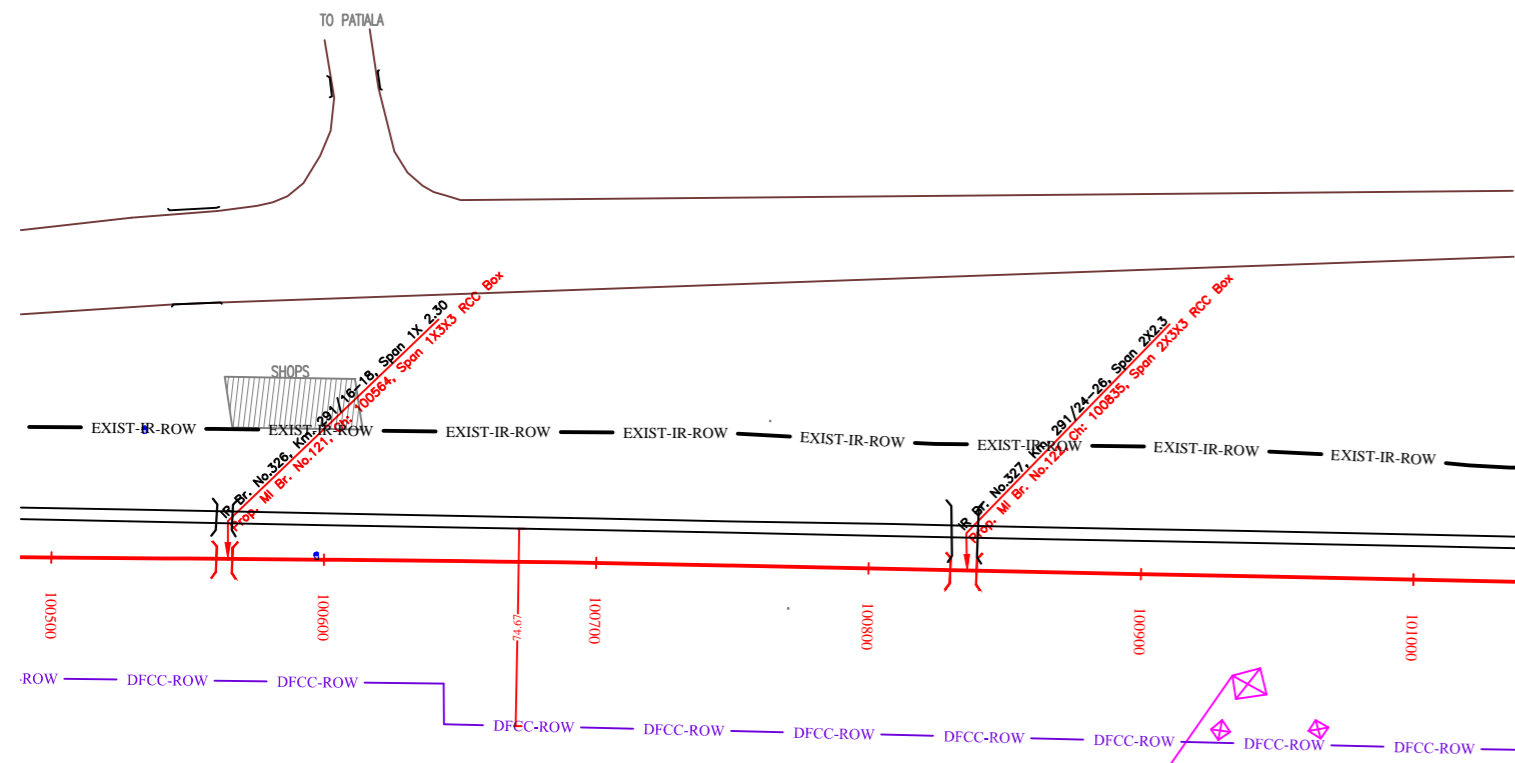 TO PATIALA
IR Br. No.326, Km. 291/16-18, Span 1X 2.30
Prop. MI Br. No.121, Ch: 100564, Span 1X3X3 RCC Box
IR Br. No.327, Km. 291/24-26, Span 2X2.3
Prop. MI Br. No.122, Ch: 100835, Span 2X3X3 RCC Box
SHOPS
EXIST-IR-ROW EXIST-IR-ROW EXIST-IR-ROW EXIST-IR-ROW EXIST-IR-ROW EXIST-IR-ROW EXIST-IR-ROW EXIST-IR-ROW
100500 100600 100700 100800 100900 101000
74.67
-ROW DFCC-ROW DFCC-ROW DFCC-ROW DFCC-ROW DFCC-ROW DFCC-ROW DFCC-ROW DFCC-ROW DFCC-ROW